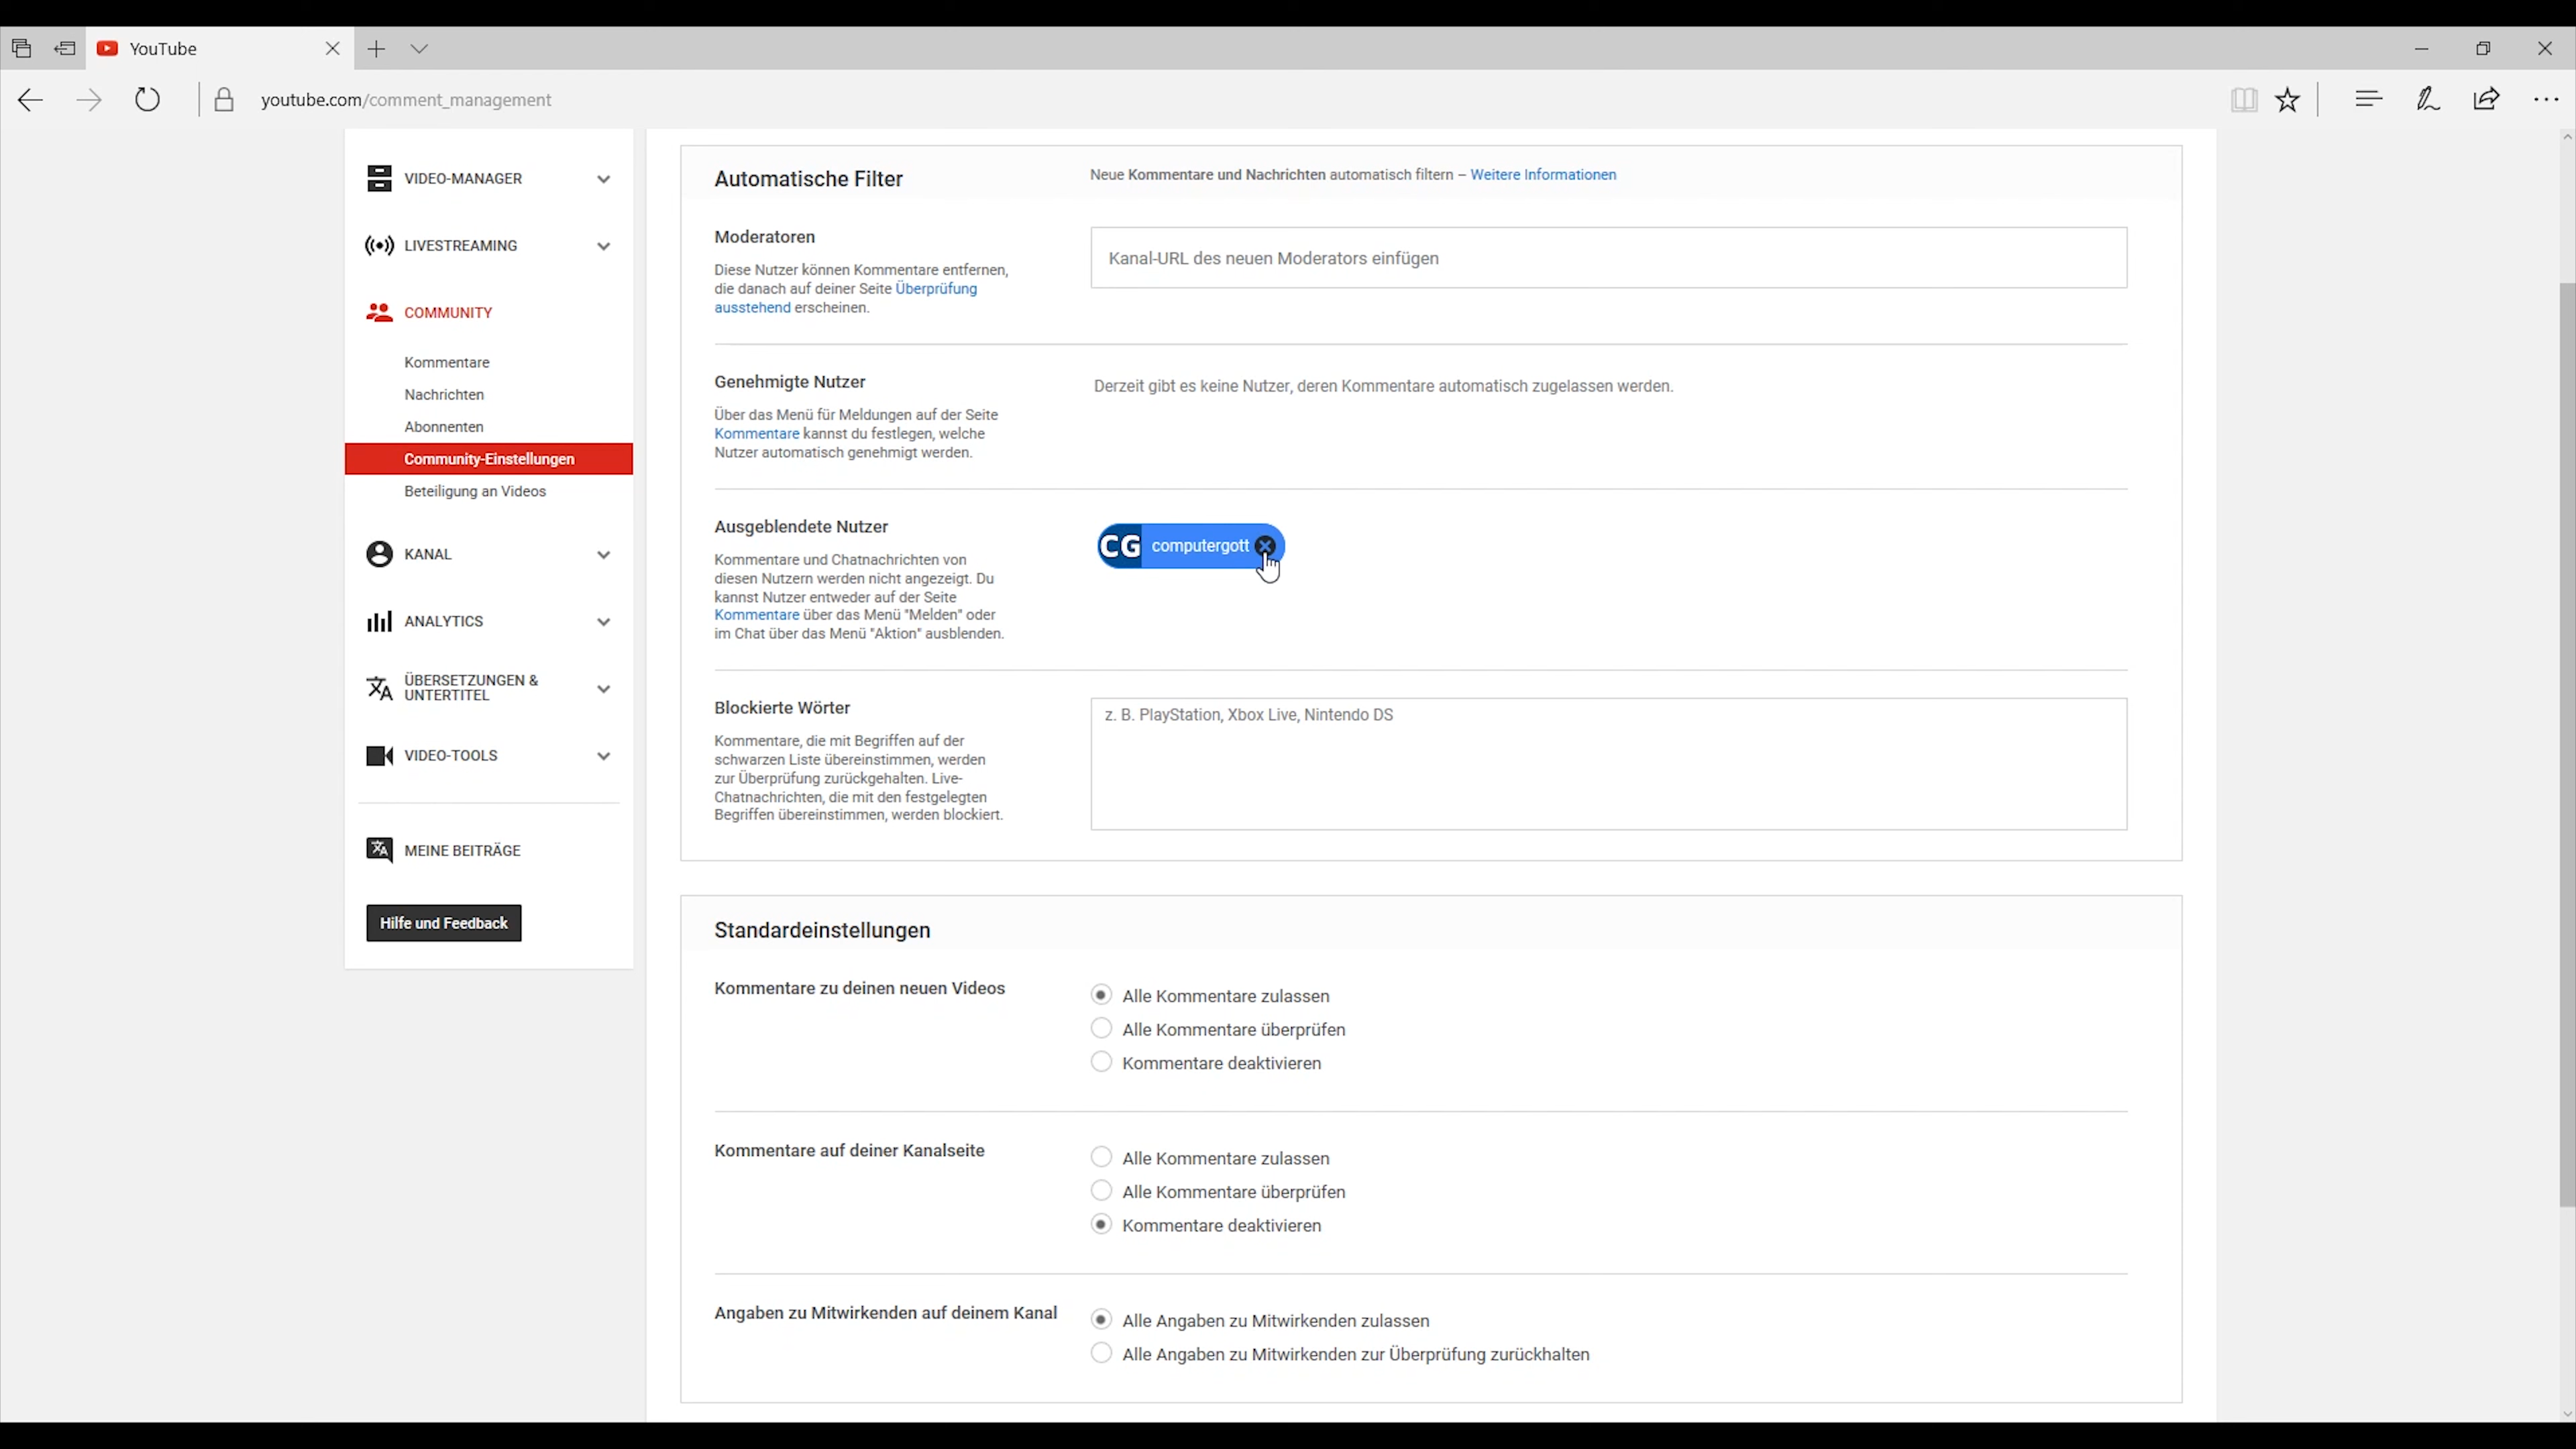 YouTube
youtube.com/comment_management
VIDEO-MANAGER
LIVESTREAMING
COMMUNITY
Kommentare
Nachrichten
Abonnenten
Community-Einstellungen
Beteiligung an Videos
KANAL
ANALYTICS
ÜBERSETZUNGEN &
UNTERTITEL
VIDEO-TOOLS
MEINE BEITRÄGE
Hilfe und Feedback
Automatische Filter
Neue Kommentare und Nachrichten automatisch filtern – Weitere Informationen
Moderatoren
Diese Nutzer können Kommentare entfernen,
die danach auf deiner Seite Überprüfung
ausstehend erscheinen.
Kanal-URL des neuen Moderators einfügen
Genehmigte Nutzer
Über das Menü für Meldungen auf der Seite
Kommentare kannst du festlegen, welche
Nutzer automatisch genehmigt werden.
Derzeit gibt es keine Nutzer, deren Kommentare automatisch zugelassen werden.
Ausgeblendete Nutzer
Kommentare und Chatnachrichten von
diesen Nutzern werden nicht angezeigt. Du
kannst Nutzer entweder auf der Seite
Kommentare über das Menü "Melden" oder
im Chat über das Menü "Aktion" ausblenden.
CG computergott
Blockierte Wörter
Kommentare, die mit Begriffen auf der
schwarzen Liste übereinstimmen, werden
zur Überprüfung zurückgehalten. Live-
Chatnachrichten, die mit den festgelegten
Begriffen übereinstimmen, werden blockiert.
z. B. PlayStation, Xbox Live, Nintendo DS
Standardeinstellungen
Kommentare zu deinen neuen Videos
Alle Kommentare zulassen
Alle Kommentare überprüfen
Kommentare deaktivieren
Kommentare auf deiner Kanalseite
Alle Kommentare zulassen
Alle Kommentare überprüfen
Kommentare deaktivieren
Angaben zu Mitwirkenden auf deinem Kanal
Alle Angaben zu Mitwirkenden zulassen
Alle Angaben zu Mitwirkenden zur Überprüfung zurückhalten